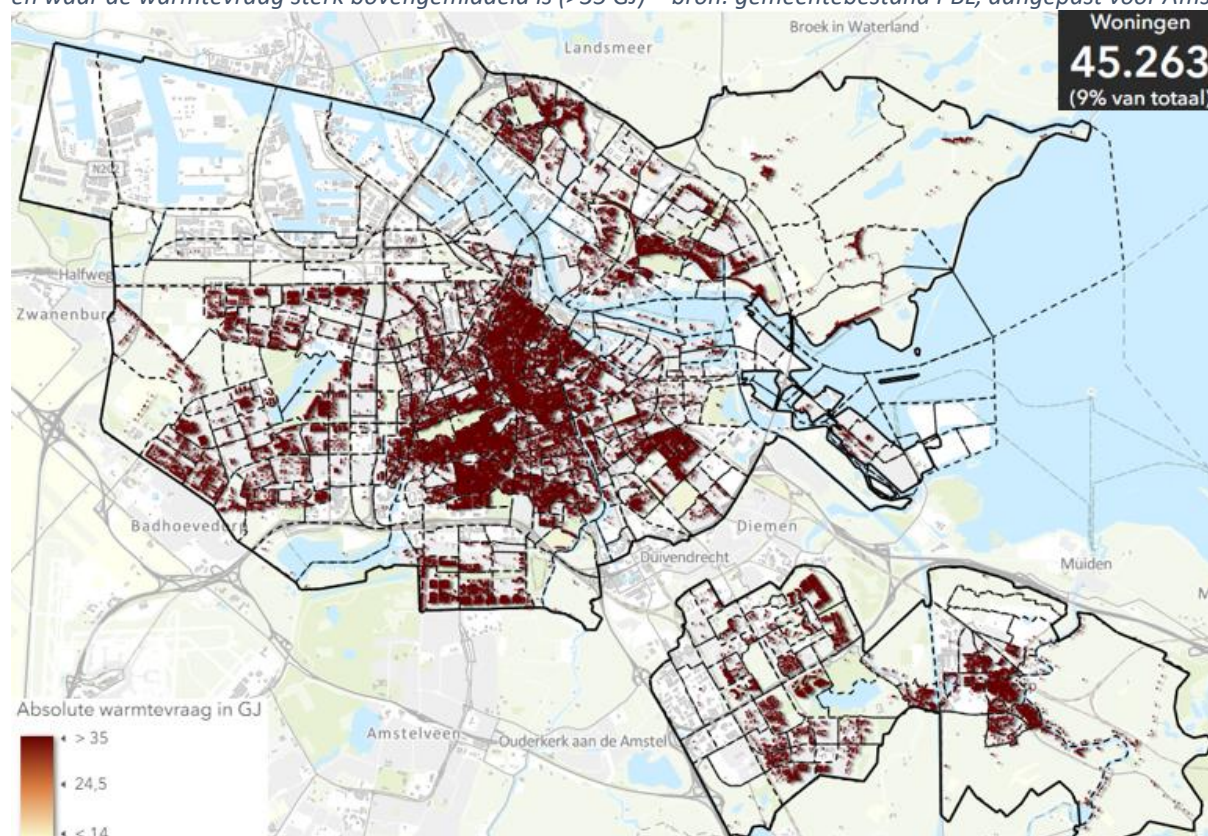 en waar de warmtevraag sterk bovengemiddeld is (>35 GJ) – bron: gemeentebestand PBL, aangepast voor Ams
Broek in Waterland
Landsmeer
Woningen
45.263
(9% van totaal)
N202
Halfweg
Zwanenburg
Badhoevedorp
Diemen
Duivendrecht
Muiden
M
Absolute warmtevraag in GJ
> 35
24,5
< 14
Amstelveen
Ouderkerk aan de Amstel